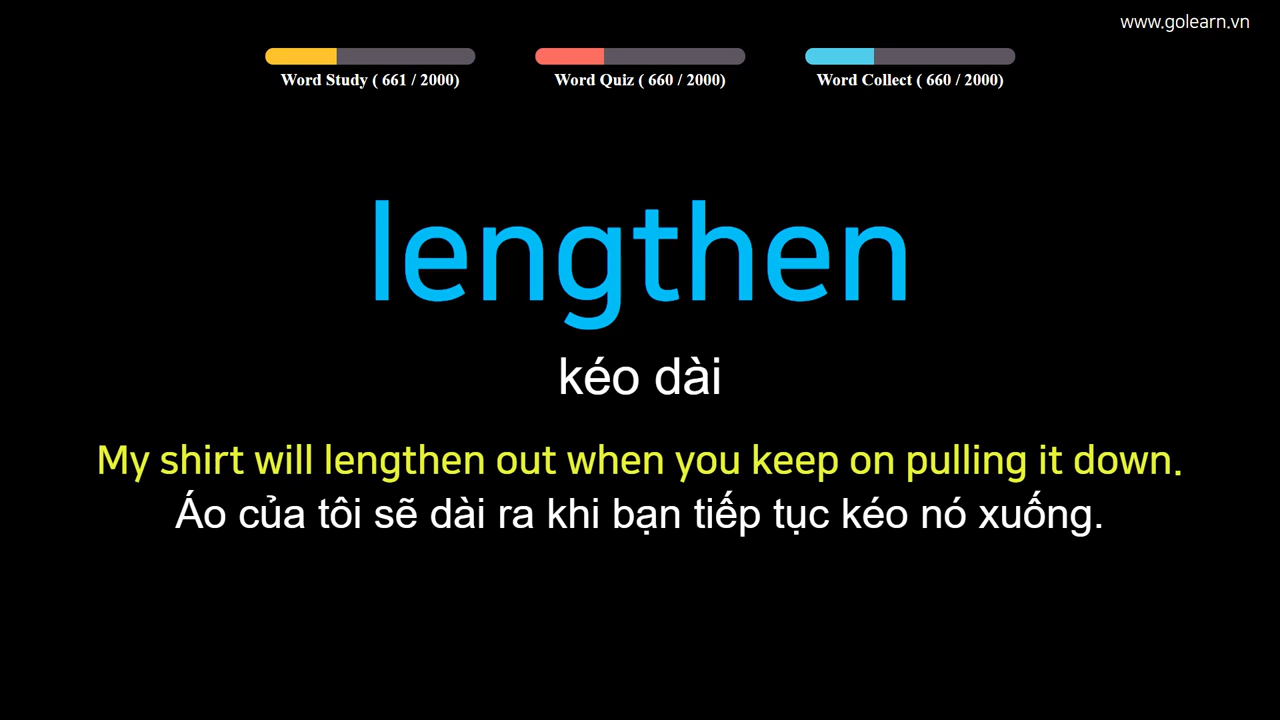 www.golearn.vn
Word Study ( 661 / 2000)
Word Quiz ( 660 / 2000)
Word Collect ( 660 / 2000)
lengthen
kéo dài
My shirt will lengthen out when you keep on pulling it down.
Áo của tôi sẽ dài ra khi bạn tiếp tục kéo nó xuống.